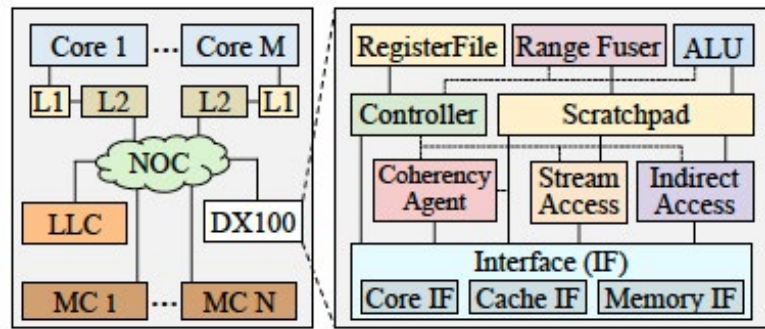 Core 1 ... Core M
L1 L2 L2 L1
NOC
LLC DX100
MC 1 ... MC N
RegisterFile Range Fuser ALU
Controller Scratchpad
Coherency Agent
Stream Access
Indirect Access
Interface (IF)
Core IF Cache IF Memory IF